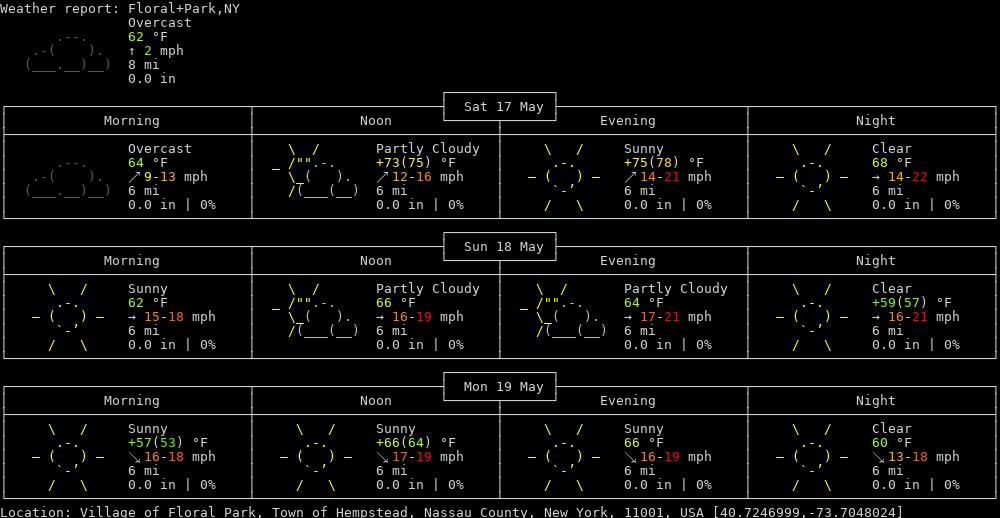 Weather report: Floral+Park,NY
Overcast
62 °F
↑ 2 mph
8 mi
0.0 in
Sat 17 May
Morning Noon Evening Night
Overcast Partly Cloudy Sunny Clear
64 °F +73(75) °F +75(78) °F 68 °F
↗ 9-13 mph ↗ 12-16 mph ↗ 14-21 mph → 14-22 mph
6 mi 6 mi 6 mi 6 mi
0.0 in | 0% 0.0 in | 0% 0.0 in | 0% 0.0 in | 0%
Sun 18 May
Morning Noon Evening Night
Sunny Partly Cloudy Partly Cloudy Clear
62 °F 66 °F 64 °F +59(57) °F
→ 15-18 mph → 16-19 mph → 17-21 mph → 16-21 mph
6 mi 6 mi 6 mi 6 mi
0.0 in | 0% 0.0 in | 0% 0.0 in | 0% 0.0 in | 0%
Mon 19 May
Morning Noon Evening Night
Sunny Sunny Sunny Clear
+57(53) °F +66(64) °F 66 °F 60 °F
↘ 16-18 mph ↘ 17-19 mph ↘ 16-19 mph ↘ 13-18 mph
6 mi 6 mi 6 mi 6 mi
0.0 in | 0% 0.0 in | 0% 0.0 in | 0% 0.0 in | 0%
Location: Village of Floral Park, Town of Hempstead, Nassau County, New York, 11001, USA [40.7246999,-73.7048024]